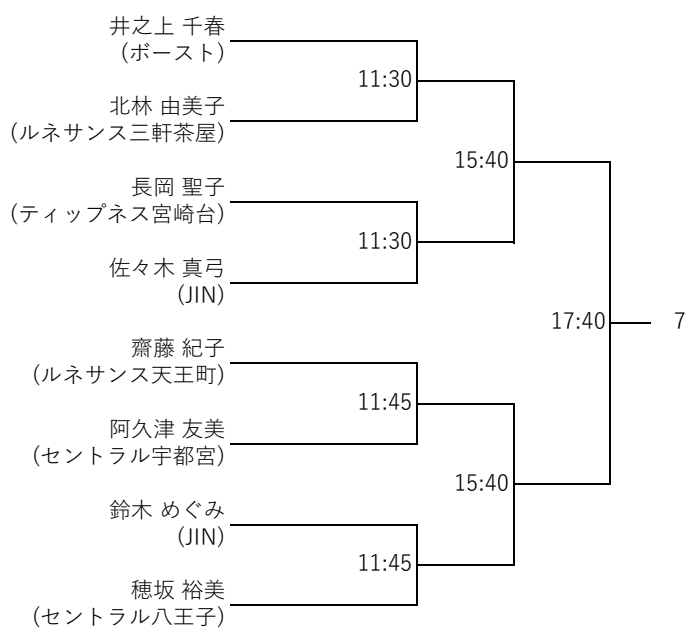 井之上 千春
(ボースト)
11:30
北林 由美子
(ルネサンス三軒茶屋)
15:40
長岡 聖子
(ティップネス宮崎台)
11:30
佐々木 真弓
(JIN)
17:40
7
齋藤 紀子
(ルネサンス天王町)
11:45
阿久津 友美
(セントラル宇都宮)
15:40
鈴木 めぐみ
(JIN)
11:45
穂坂 裕美
(セントラル八王子)